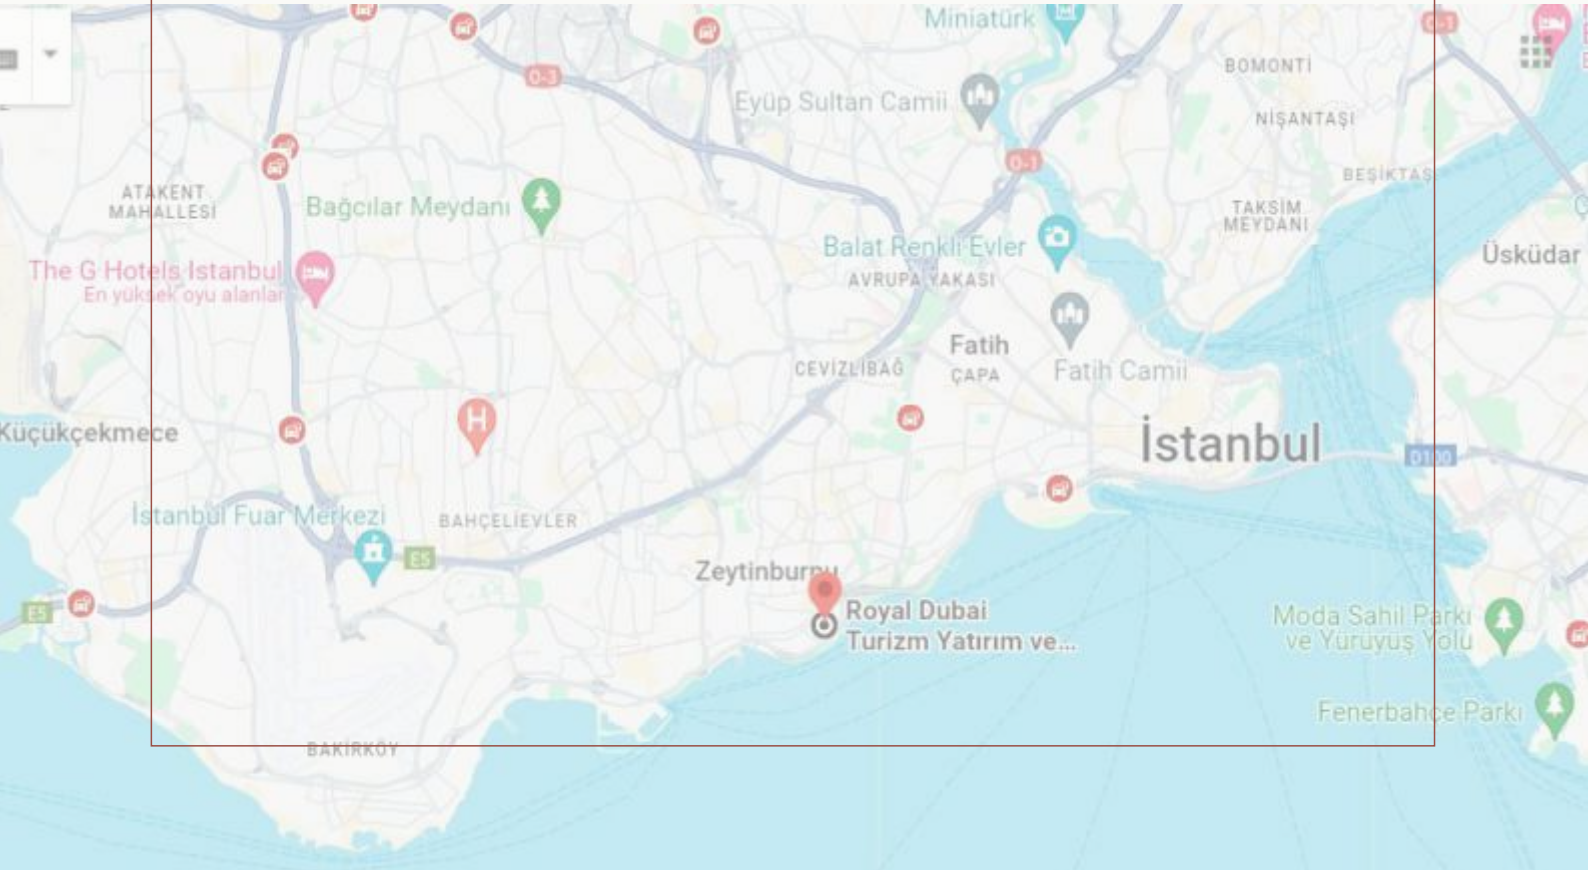 Miniatürk
O-1
O-3
BOMONTİ
Eyüp Sultan Camii
NİŞANTAŞI
O-1
BEŞİKTAŞ
ATAKENT
MAHALLESİ
Bağcılar Meydanı
TAKSİM
MEYDANI
Balat Renkli Evler
Üsküdar
The G Hotels Istanbul
En yüksek oyu alanlar
AVRUPA YAKASI
Fatih
ÇAPA
CEVİZLİBAĞ
Fatih Camii
H
Küçükçekmece
İstanbul
D100
İstanbul Fuar Merkezi
BAHÇELİEVLER
E5
Zeytinburnu
E5
Royal Dubai
Turizm Yatırım ve...
Moda Sahil Parkı
ve Yürüyüş Yolu
Fenerbahçe Parkı
BAKIRKÖY